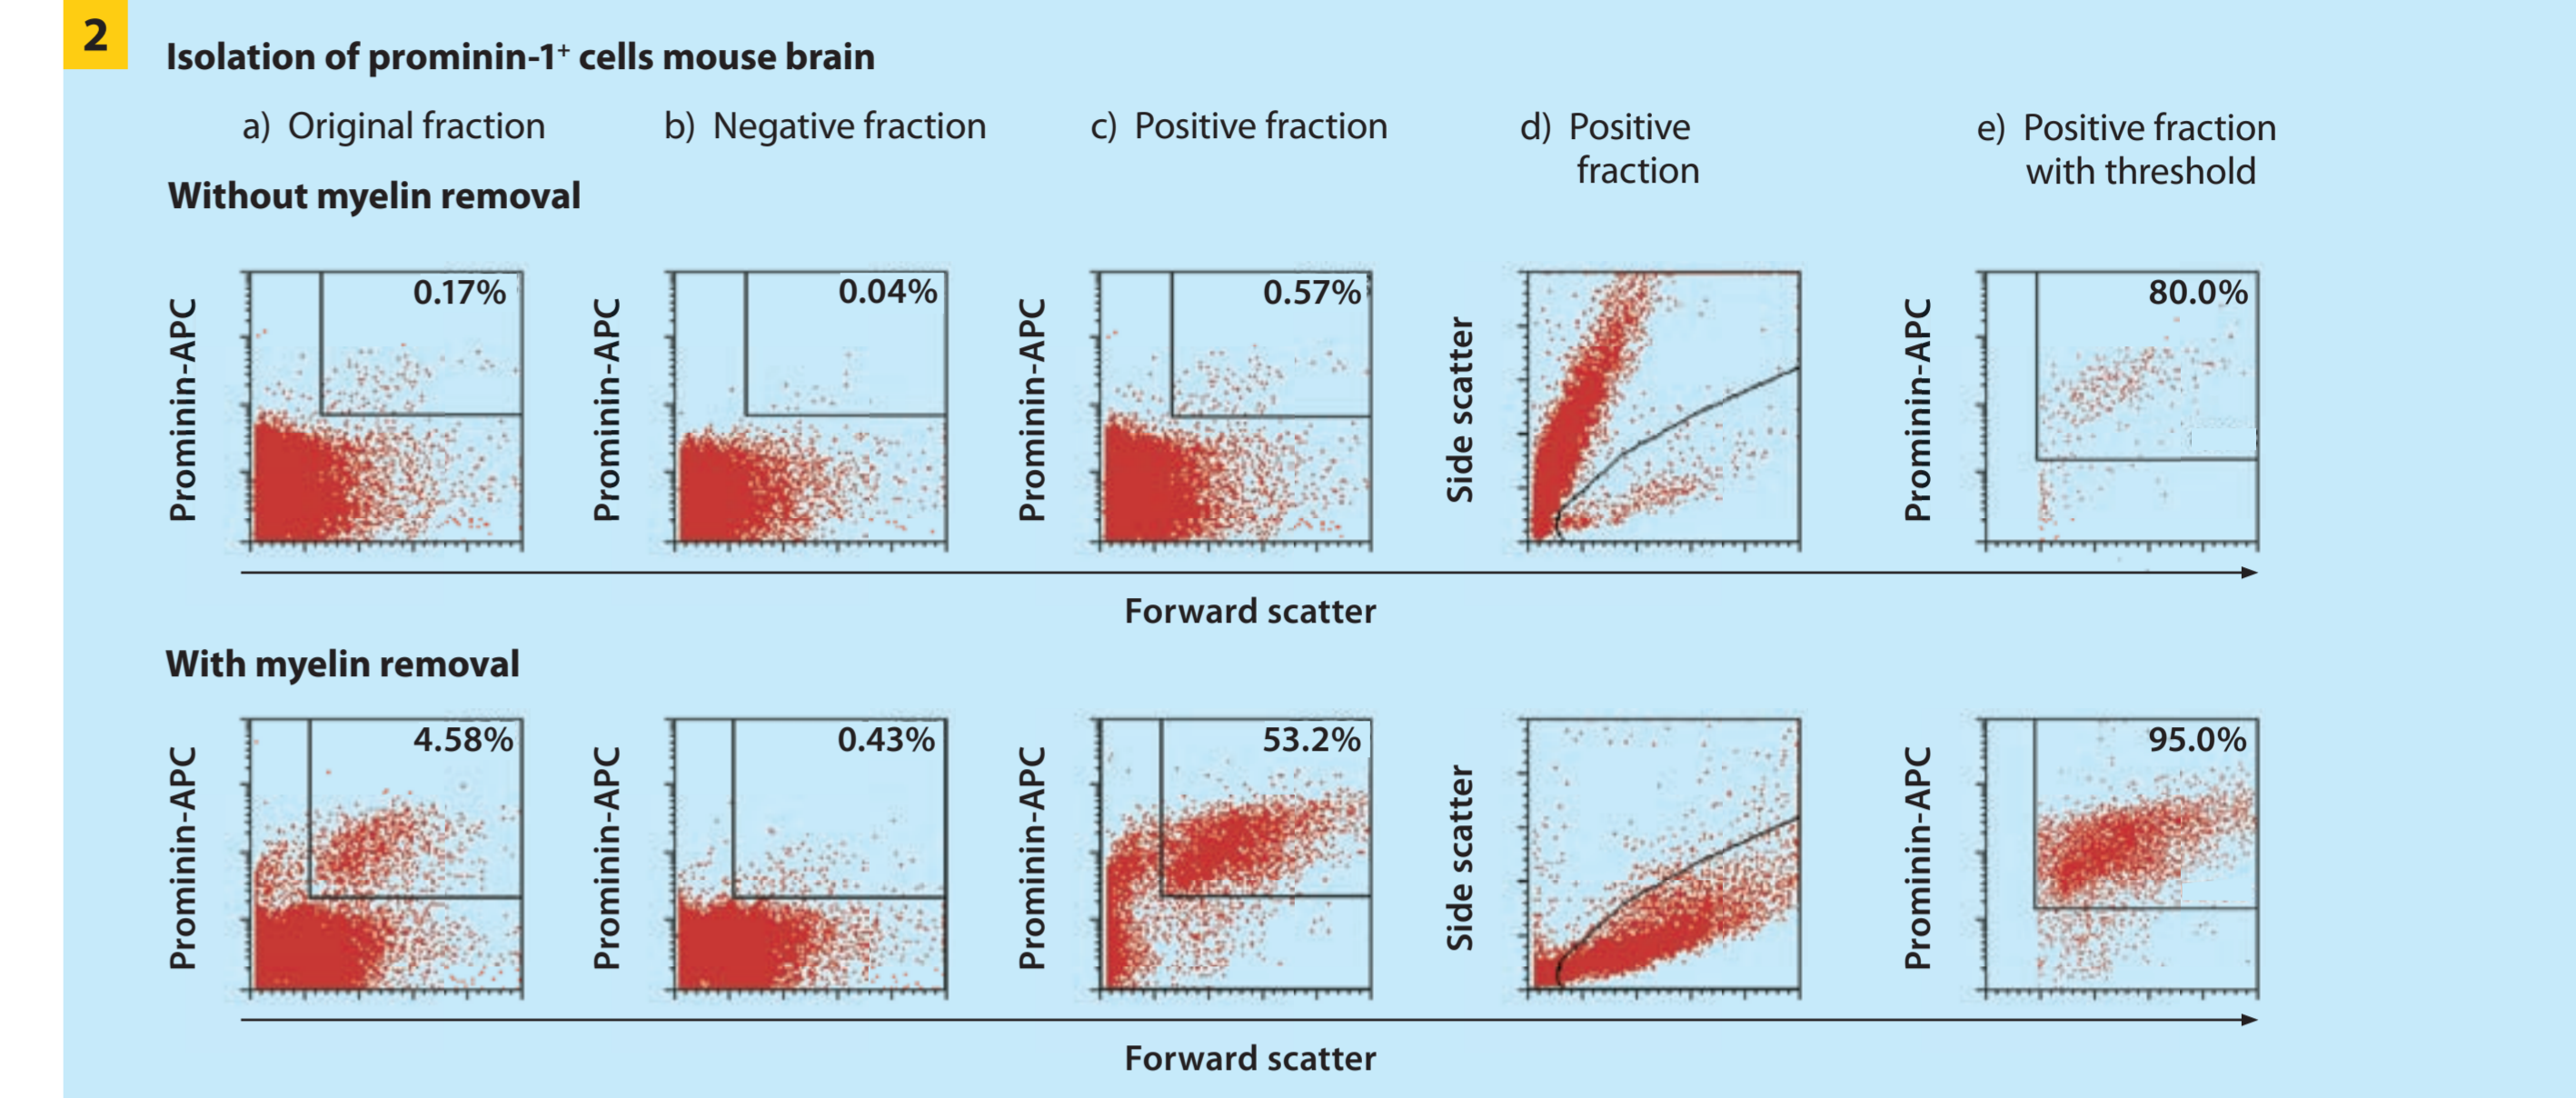 2
Isolation of prominin-1⁺ cells mouse brain
a) Original fraction
b) Negative fraction
c) Positive fraction
d) Positive
fraction
e) Positive fraction
with threshold
Without myelin removal
Prominin-APC
0.17%
Prominin-APC
0.04%
Prominin-APC
0.57%
Side scatter
Prominin-APC
80.0%
Forward scatter
With myelin removal
Prominin-APC
4.58%
Prominin-APC
0.43%
Prominin-APC
53.2%
Side scatter
Prominin-APC
95.0%
Forward scatter